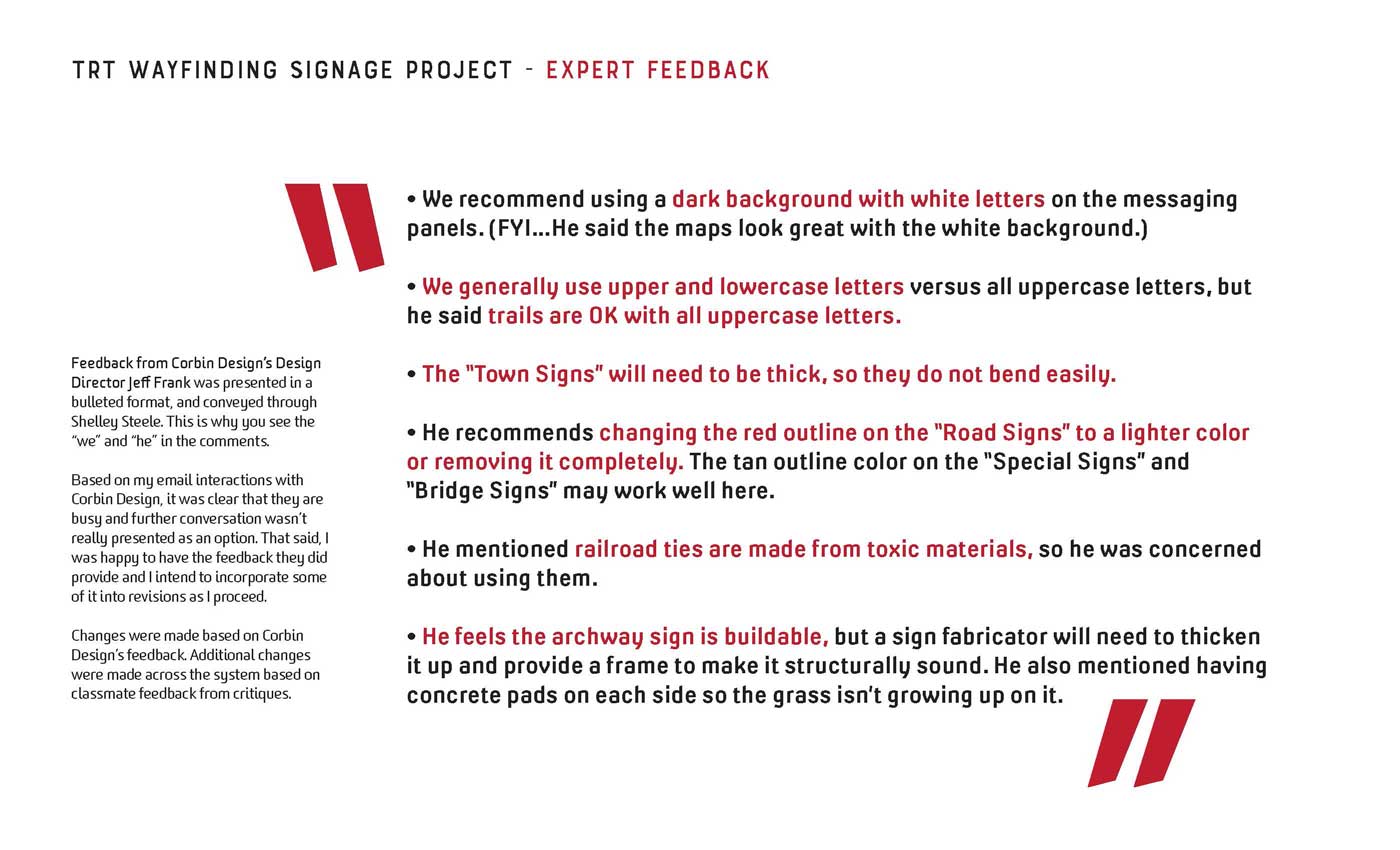 TRT WAYFINDING SIGNAGE PROJECT - EXPERT FEEDBACK
Feedback from Corbin Design’s Design
Director Jeff Frank was presented in a
bulleted format, and conveyed through
Shelley Steele. This is why you see the
“we” and “he” in the comments.
Based on my email interactions with
Corbin Design, it was clear that they are
busy and further conversation wasn’t
really presented as an option. That said, I
was happy to have the feedback they did
provide and I intend to incorporate some
of it into revisions as I proceed.
Changes were made based on Corbin
Design’s feedback. Additional changes
were made across the system based on
classmate feedback from critiques.
• We recommend using a dark background with white letters on the messaging
panels. (FYI...He said the maps look great with the white background.)
• We generally use upper and lowercase letters versus all uppercase letters, but
he said trails are OK with all uppercase letters.
• The “Town Signs” will need to be thick, so they do not bend easily.
• He recommends changing the red outline on the “Road Signs” to a lighter color
or removing it completely. The tan outline color on the “Special Signs” and
“Bridge Signs” may work well here.
• He mentioned railroad ties are made from toxic materials, so he was concerned
about using them.
• He feels the archway sign is buildable, but a sign fabricator will need to thicken
it up and provide a frame to make it structurally sound. He also mentioned having
concrete pads on each side so the grass isn’t growing up on it.